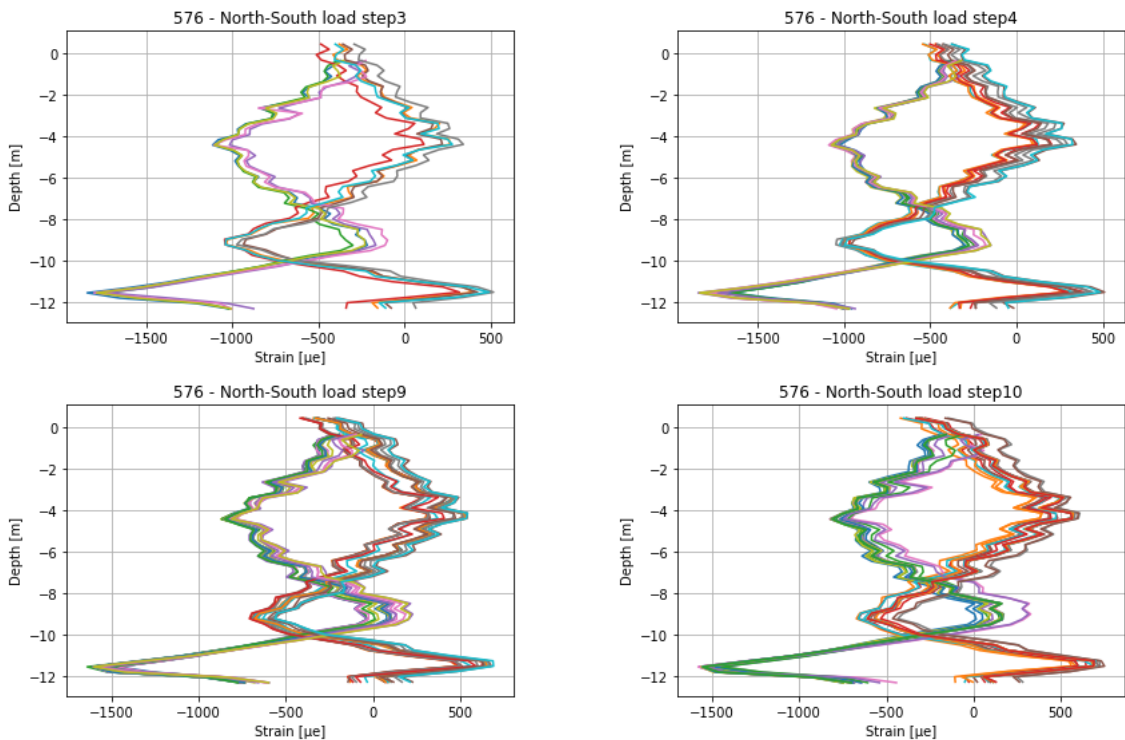 576 - North-South load step3
0
−2
−4
−6
−8
−10
−12
Depth [m]
−1500 −1000 −500 0 500
Strain [µe]
576 - North-South load step4
0
−2
−4
−6
−8
−10
−12
Depth [m]
−1500 −1000 −500 0 500
Strain [µe]
576 - North-South load step9
0
−2
−4
−6
−8
−10
−12
Depth [m]
−1500 −1000 −500 0 500
Strain [µe]
576 - North-South load step10
0
−2
−4
−6
−8
−10
−12
Depth [m]
−1500 −1000 −500 0 500
Strain [µe]